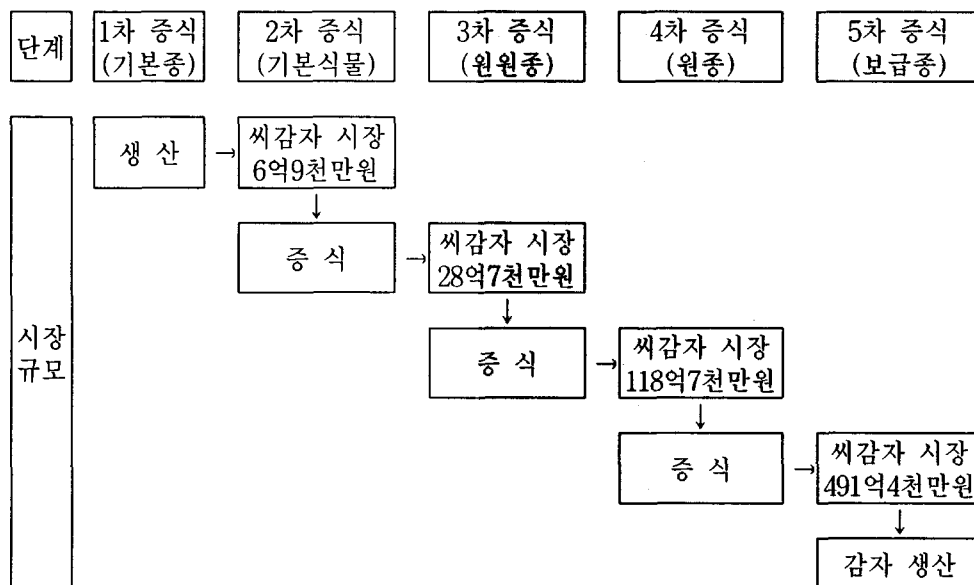 단계
1차 증식
(기본종)
2차 증식
(기본식물)
3차 증식
(원원종)
4차 증식
(원종)
5차 증식
(보급종)
시장
규모
생 산
→
씨감자 시장
6억9천만원
↓
증 식
→
씨감자 시장
28억7천만원
↓
증 식
→
씨감자 시장
118억7천만원
↓
증 식
→
씨감자 시장
491억4천만원
↓
감자 생산